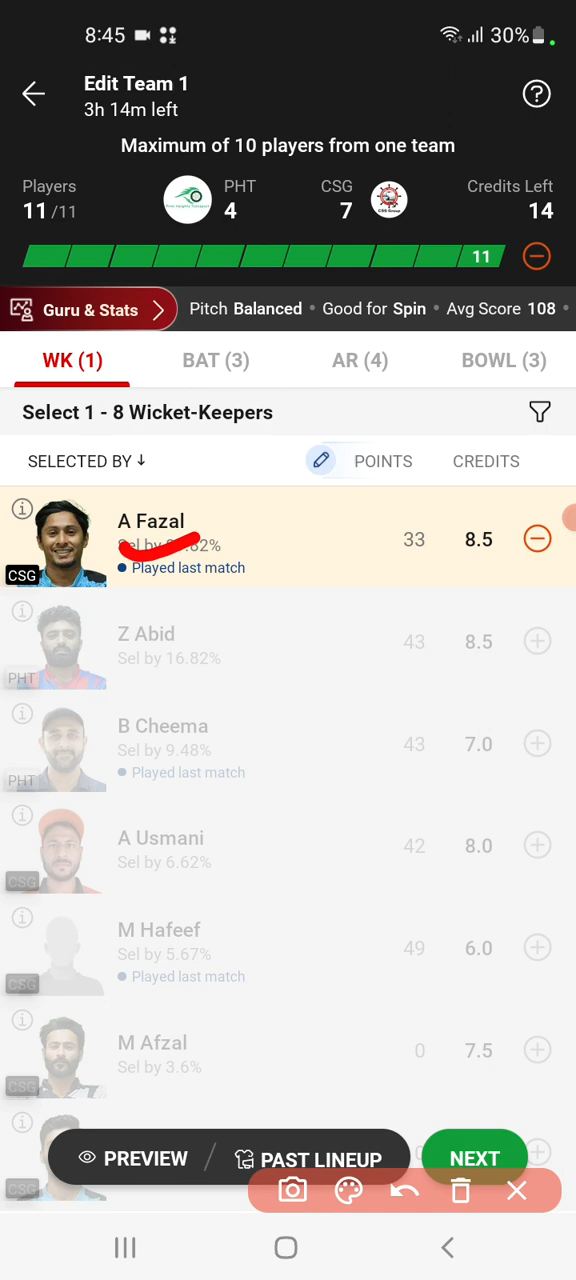 8:45 30%
Edit Team 1
3h 14m left
Maximum of 10 players from one team
Players PHT CSG Credits Left
11/11 4 7 14
11
Guru & Stats Pitch Balanced • Good for Spin • Avg Score 108 •
WK (1) BAT (3) AR (4) BOWL (3)
Select 1 - 8 Wicket-Keepers
SELECTED BY ↓ POINTS CREDITS
A Fazal
Sel by 82% 33 8.5
CSG • Played last match
Z Abid
Sel by 16.82% 43 8.5
PHT
B Cheema
Sel by 9.48% 43 7.0
PHT • Played last match
A Usmani
Sel by 6.62% 42 8.0
CSG
M Hafeef
Sel by 5.67% 49 6.0
CSG • Played last match
M Afzal
Sel by 3.6% 0 7.5
CSG
PREVIEW / PAST LINEUP NEXT
CSG